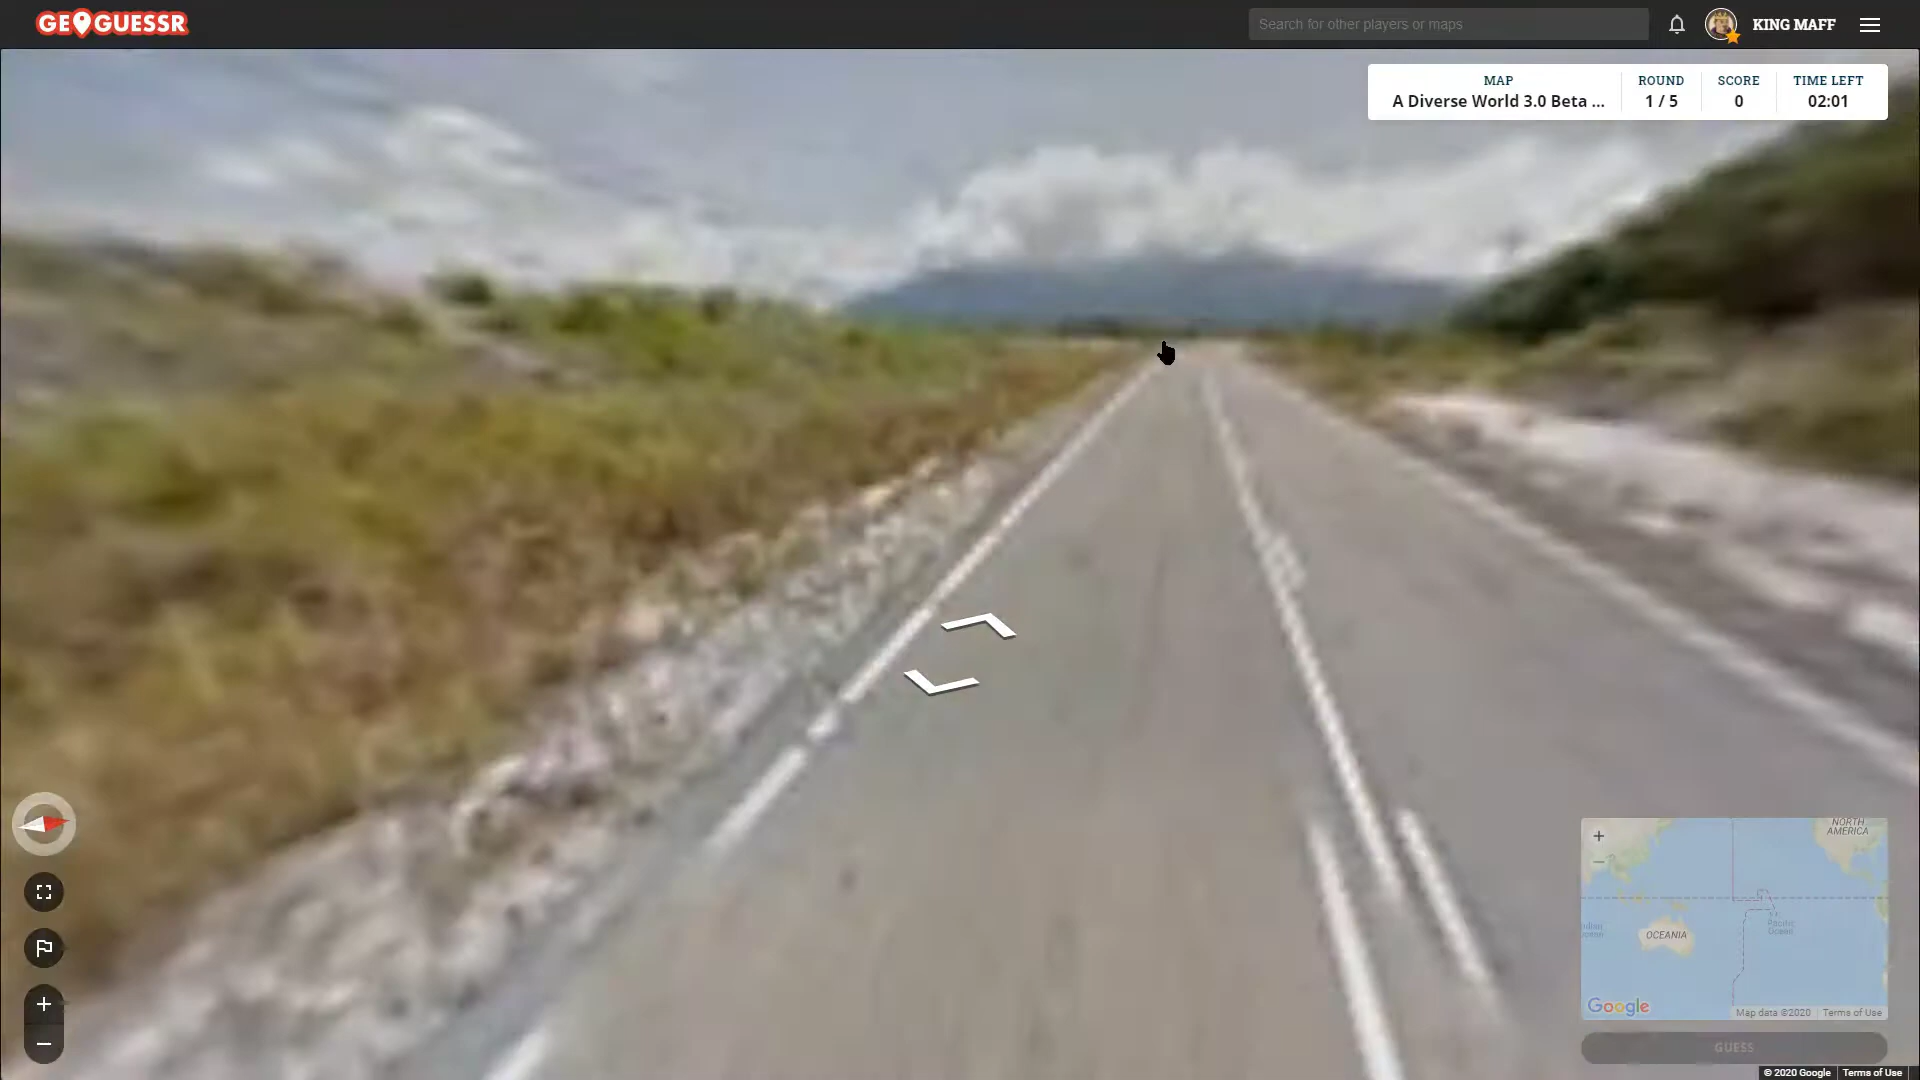 GEOGUESSR
Search for other players or maps
KING MAFF
MAP
A Diverse World 3.0 Beta ...
ROUND
1 / 5
SCORE
0
TIME LEFT
02:01
NORTH
AMERICA
OCEANIA
Pacific
Ocean
Google
Map data ©2020
Terms of Use
GUESS
© 2020 Google
Terms of Use